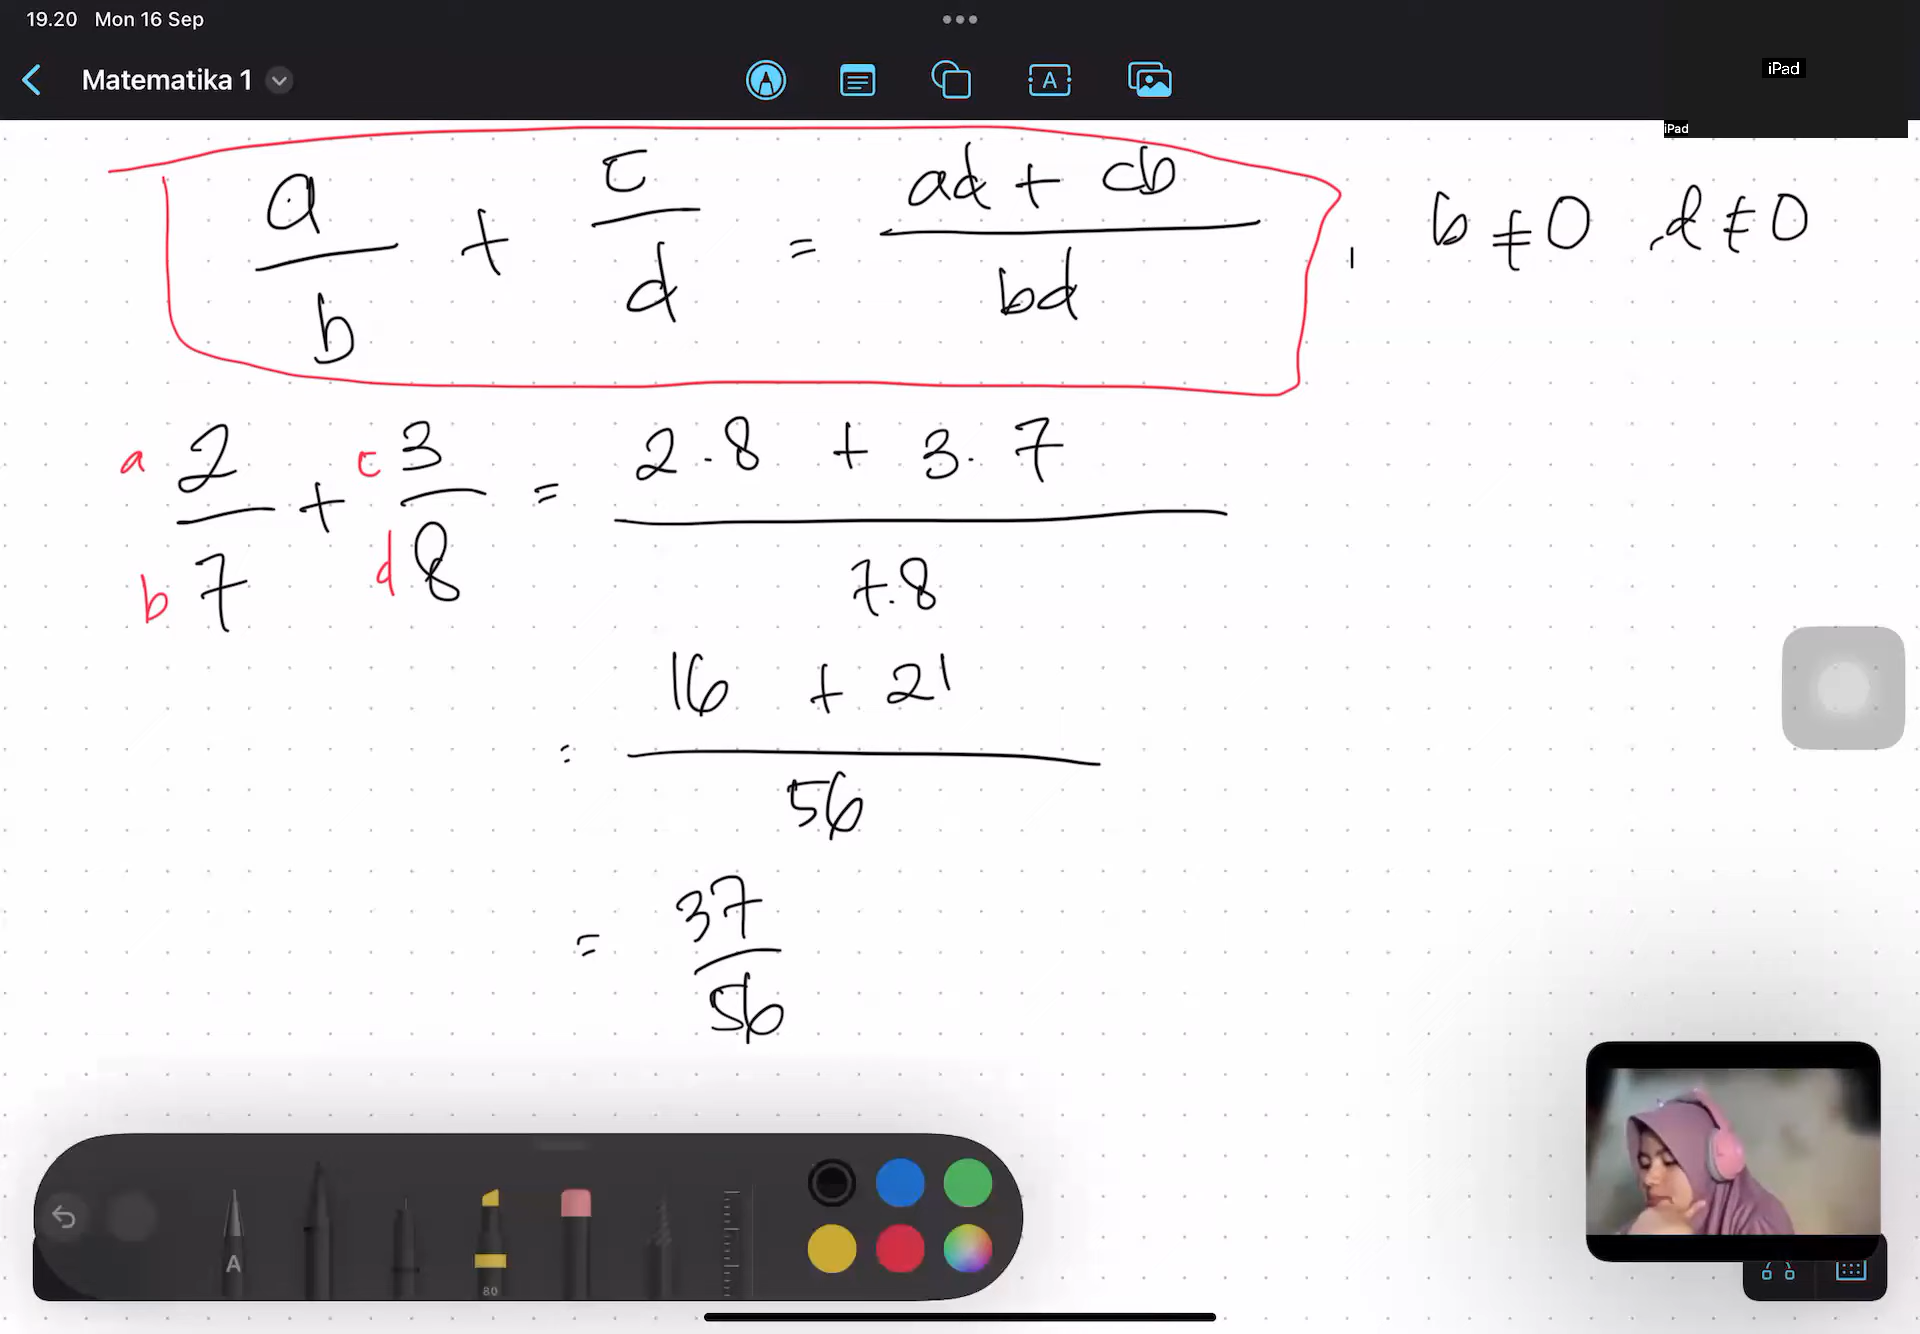 19.20 Mon 16 Sep
Matematika 1
iPad
iPad
a/b + c/d = (ad + cb)/bd , b ≠ 0 , d ≠ 0
a 2/b 7 + c 3/d 8 = (2.8 + 3.7)/7.8
= (16 + 21)/56
= 37/56
A
80